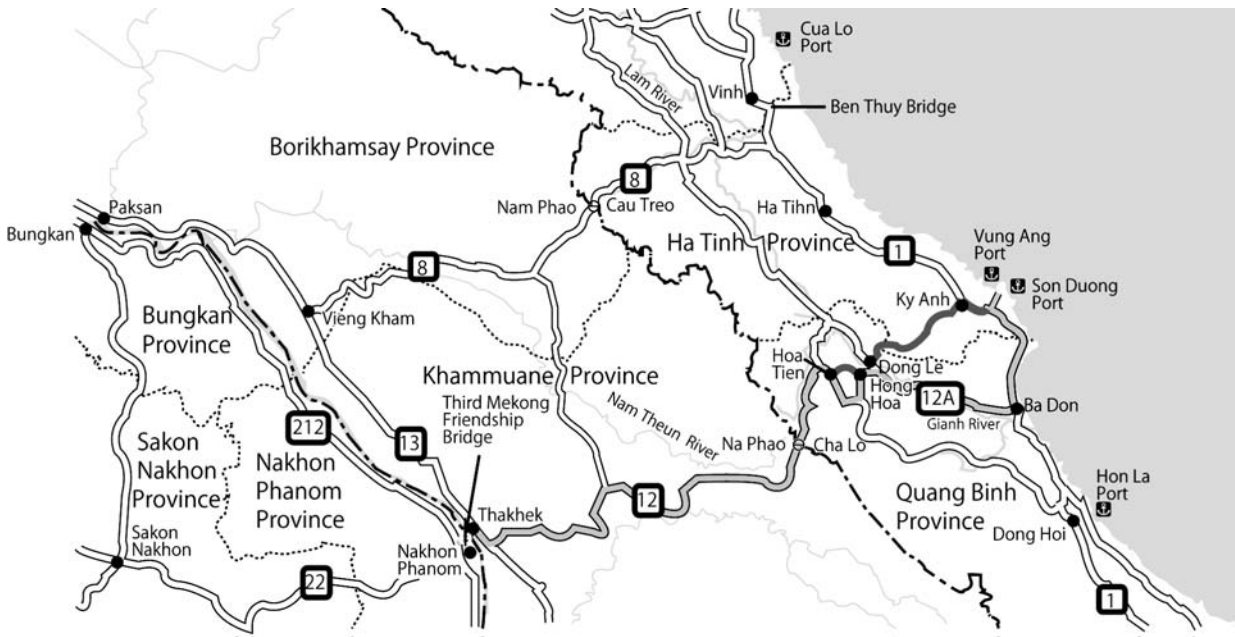 Cua Lo
Port
Lam River
Vinh
Ben Thuy Bridge
Borikhamsay Province
8
Paksan
Nam Phao
Cau Treo
Ha Tihn
Bungkan
Ha Tinh Province
1
Vung Ang
Port
8
Son Duong
Port
Ky Anh
Bungkan
Province
Vieng Kham
Hoa
Tien
Dong Le
Khammuane Province
Hong
Hoa
12A
Ba Don
Third Mekong
Friendship
Bridge
Gianh River
212
13
Nam Theun River
Na Phao
Cha Lo
Sakon
Nakhon
Province
Nakhon
Phanom
Province
Hon La
Port
Quang Binh
Province
12
Thakhek
Sakon
Nakhon
Nakhon
Phanom
Dong Hoi
22
1